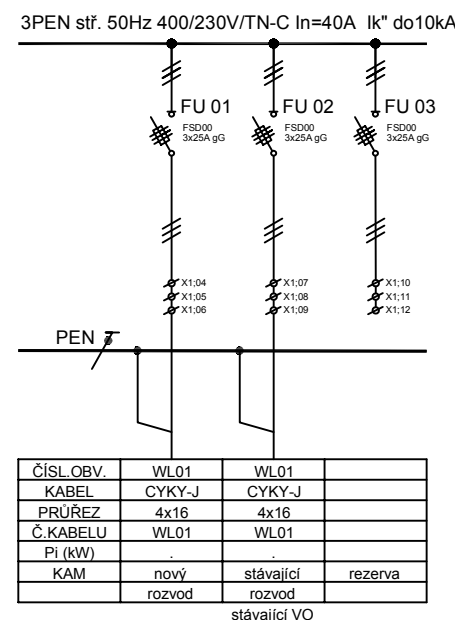 3PEN stř. 50Hz 400/230V/TN-C In=40A Ik" do10kA
FU 01 FU 02 FU 03
FSD00 FSD00 FSD00
3x25A gG 3x25A gG 3x25A gG
X1;04 X1;07 X1;10
X1;05 X1;08 X1;11
X1;06 X1;09 X1;12
PEN
ČÍSL.OBV. WL01 WL01
KABEL CYKY-J CYKY-J
PRŮŘEZ 4x16 4x16
Č.KABELU WL01 WL01
Pi (kW) . .
KAM nový stávající rezerva
rozvod rozvod
stávající VO